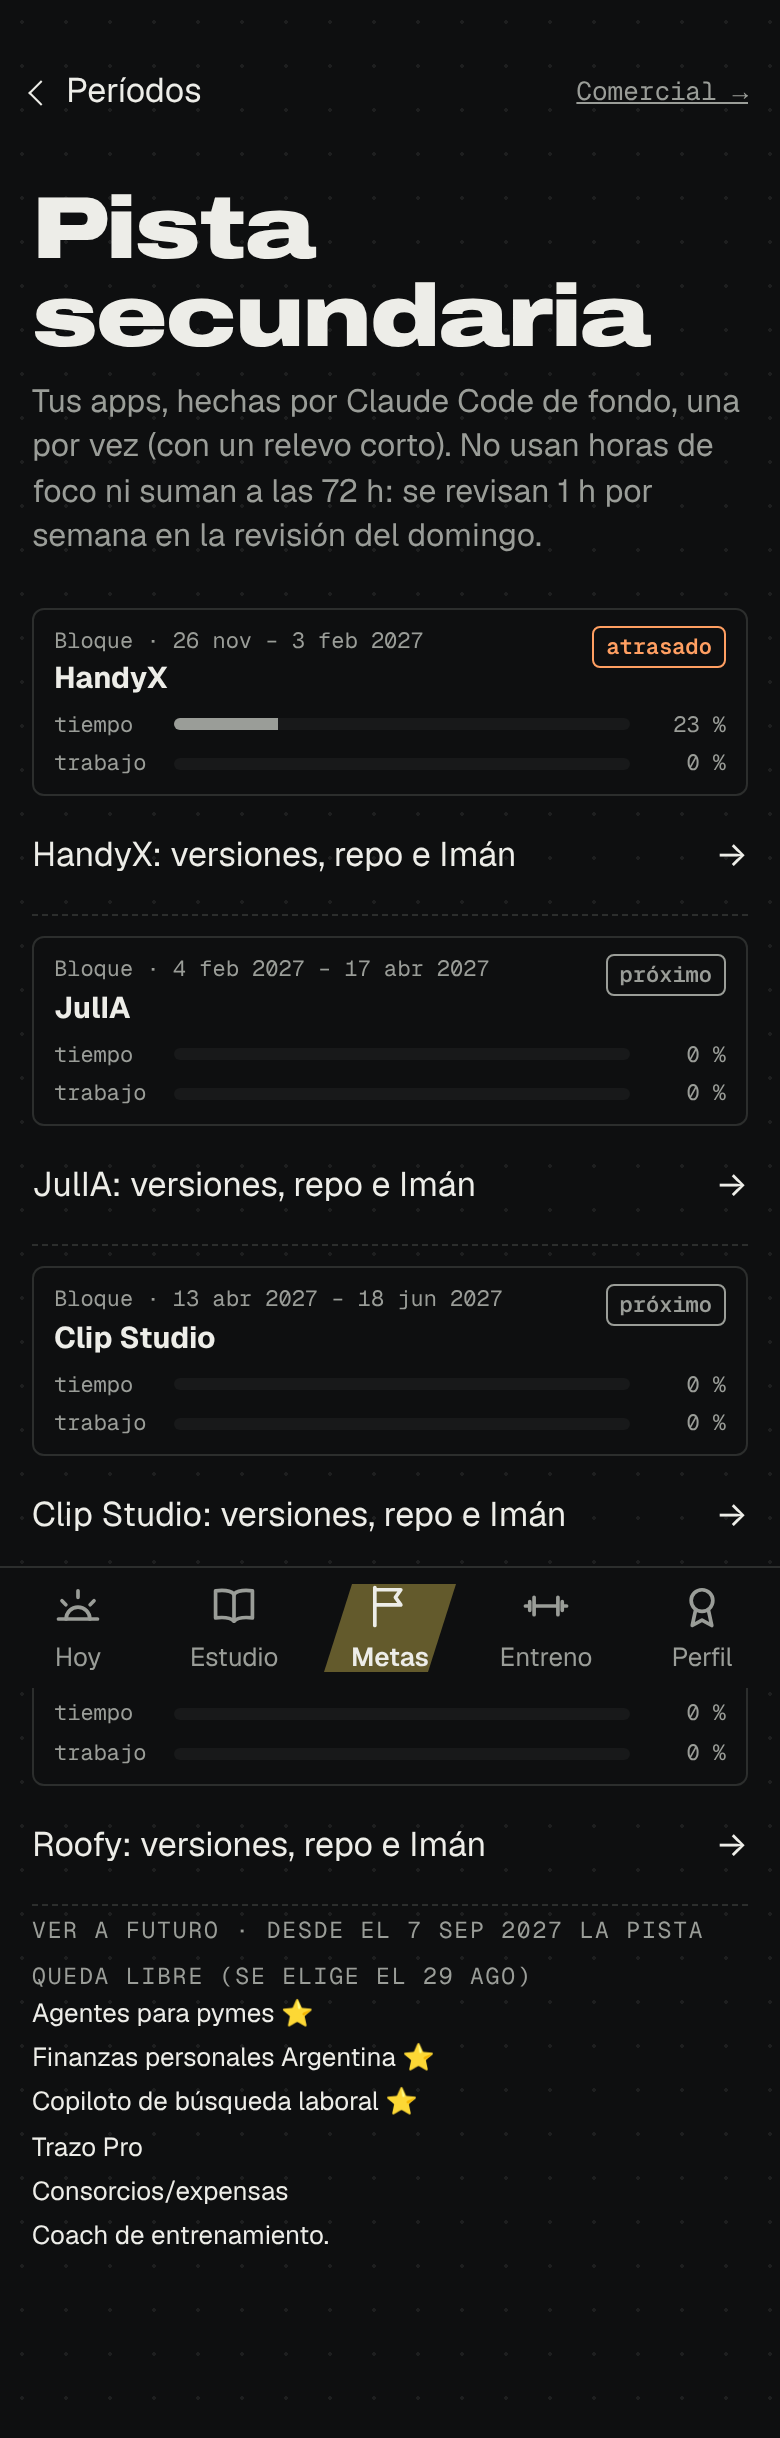 Períodos
Comercial →
Pista
secundaria
Tus apps, hechas por Claude Code de fondo, una
por vez (con un relevo corto). No usan horas de
foco ni suman a las 72 h: se revisan 1 h por
semana en la revisión del domingo.
Bloque · 26 nov – 3 feb 2027
atrasado
HandyX
tiempo 23 %
trabajo 0 %
HandyX: versiones, repo e Imán →
Bloque · 4 feb 2027 – 17 abr 2027
próximo
JulIA
tiempo 0 %
trabajo 0 %
JulIA: versiones, repo e Imán →
Bloque · 13 abr 2027 – 18 jun 2027
próximo
Clip Studio
tiempo 0 %
trabajo 0 %
Clip Studio: versiones, repo e Imán →
Hoy Estudio Metas Entreno Perfil
tiempo 0 %
trabajo 0 %
Roofy: versiones, repo e Imán →
VER A FUTURO · DESDE EL 7 SEP 2027 LA PISTA
QUEDA LIBRE (SE ELIGE EL 29 AGO)
Agentes para pymes ⭐
Finanzas personales Argentina ⭐
Copiloto de búsqueda laboral ⭐
Trazo Pro
Consorcios/expensas
Coach de entrenamiento.